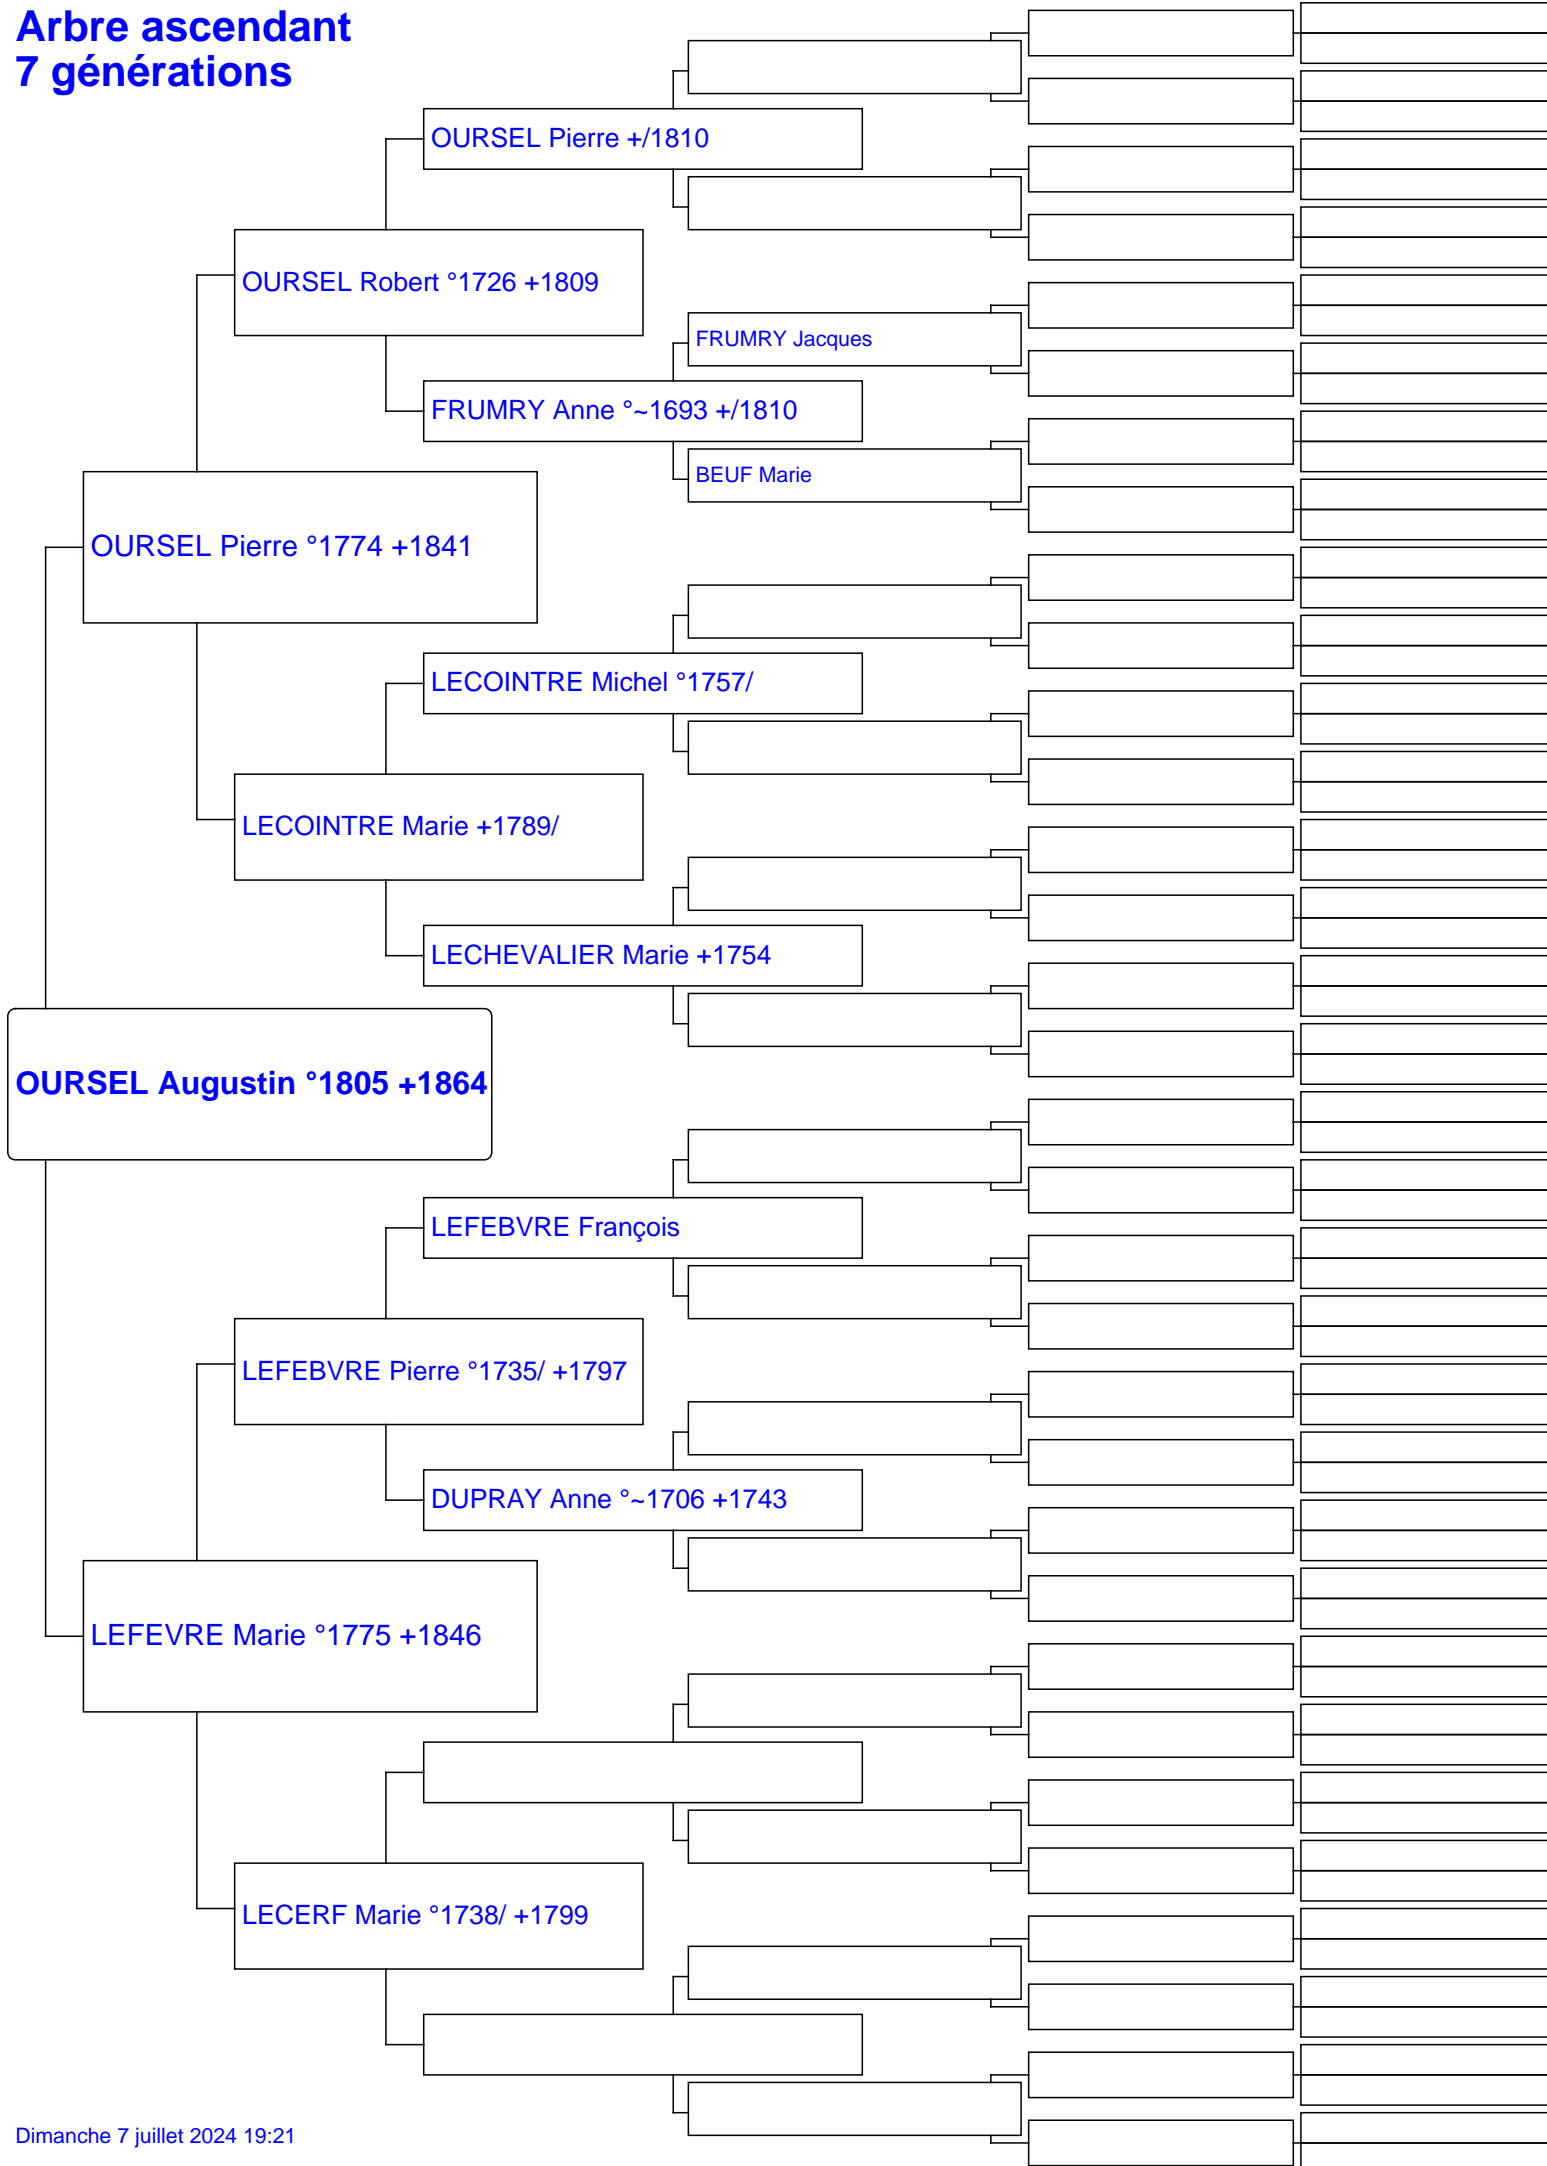 Arbre ascendant
7 générations
OURSEL Pierre +/1810
OURSEL Robert °1726 +1809
FRUMRY Jacques
FRUMRY Anne °~1693 +/1810
BEUF Marie
OURSEL Pierre °1774 +1841
LECOINTRE Michel °1757/
LECOINTRE Marie +1789/
LECHEVALIER Marie +1754
OURSEL Augustin °1805 +1864
LEFEBVRE François
LEFEBVRE Pierre °1735/ +1797
DUPRAY Anne °~1706 +1743
LEFEVRE Marie °1775 +1846
LECERF Marie °1738/ +1799
Dimanche 7 juillet 2024 19:21